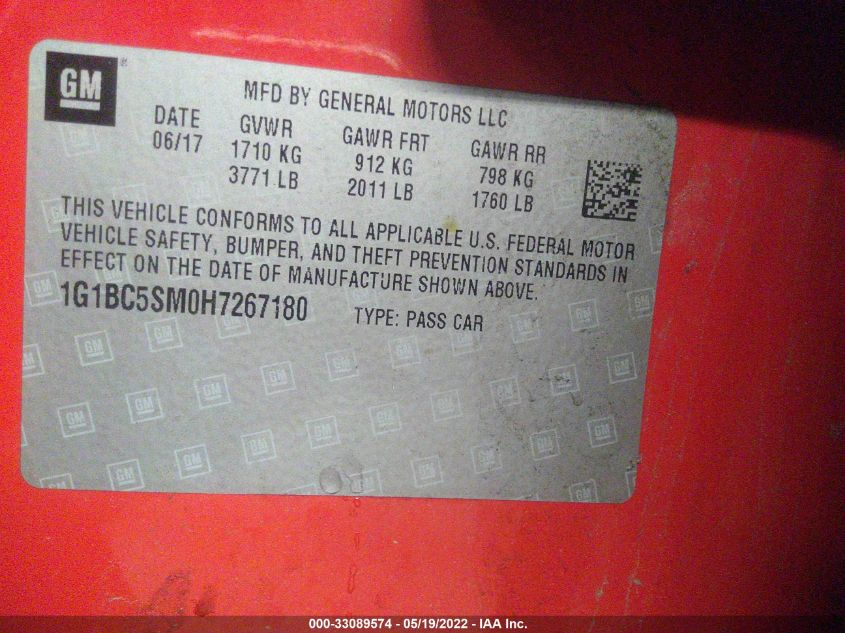 GM
MFD BY GENERAL MOTORS LLC
DATE GVWR GAWR FRT GAWR RR
06/17 1710 KG 912 KG 798 KG
3771 LB 2011 LB 1760 LB
THIS VEHICLE CONFORMS TO ALL APPLICABLE U.S. FEDERAL MOTOR
VEHICLE SAFETY, BUMPER, AND THEFT PREVENTION STANDARDS IN
EFFECT ON THE DATE OF MANUFACTURE SHOWN ABOVE.
1G1BC5SM0H7267180 TYPE: PASS CAR
000-33089574 - 05/19/2022 - IAA Inc.